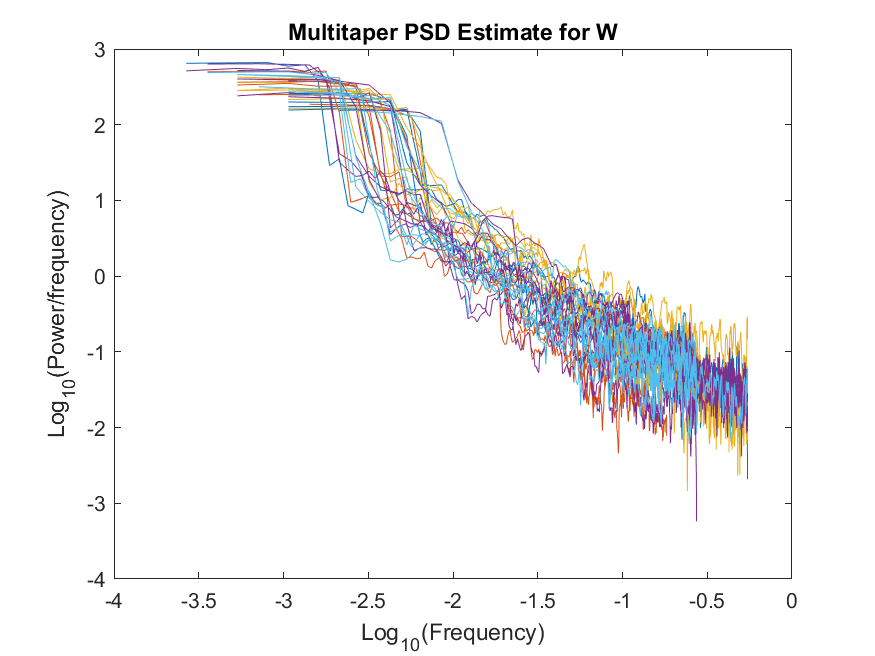 Multitaper PSD Estimate for W
3
2
1
0
-1
-2
-3
-4
Log10(Power/frequency)
-4 -3.5 -3 -2.5 -2 -1.5 -1 -0.5 0
Log10(Frequency)